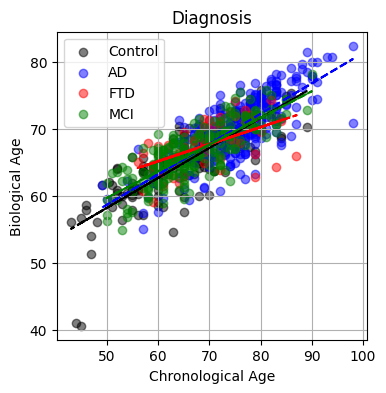 Diagnosis
Control
AD
FTD
MCI
Biological Age
80
70
60
50
40
50 60 70 80 90 100
Chronological Age